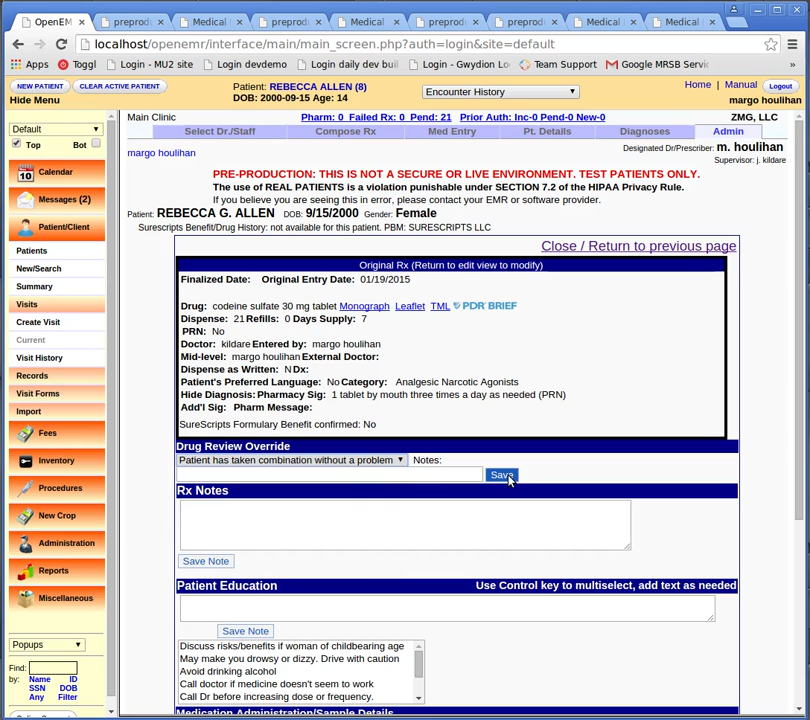 OpenEM
preprodu
Medical
preprodu
Medical
preprodu
preprodu
Medical
Medical
localhost/openemr/interface/main/main_screen.php?auth=login&site=default
Apps Toggl Login - MU2 site Login devdemo Login daily dev buil Login - Gwydion Lo Team Support Google MRSB Servic »
NEW PATIENT CLEAR ACTIVE PATIENT
Hide Menu
Patient: REBECCA ALLEN (8)
DOB: 2000-09-15 Age: 14
Encounter History
Home | Manual Logout
margo houlihan
Default
Top Bot
10 Calendar
Messages (2)
Patient/Client
Patients
New/Search
Summary
Visits
Create Visit
Current
Visit History
Records
Visit Forms
Import
Fees
Inventory
Procedures
New Crop
Administration
Reports
Miscellaneous
Popups
Find:
by: Name ID
SSN DOB
Any Filter
Main Clinic Pharm: 0 Failed Rx: 0 Pend: 21 Prior Auth: Inc-0 Pend-0 New-0 ZMG, LLC
Select Dr./Staff Compose Rx Med Entry Pt. Details Diagnoses Admin
margo houlihan Designated Dr/Prescriber: m. houlihan
Supervisor: j. kildare
PRE-PRODUCTION: THIS IS NOT A SECURE OR LIVE ENVIRONMENT. TEST PATIENTS ONLY.
The use of REAL PATIENTS is a violation punishable under SECTION 7.2 of the HIPAA Privacy Rule.
If you believe you are seeing this in error, please contact your EMR or software provider.
Patient: REBECCA G. ALLEN DOB: 9/15/2000 Gender: Female
Surescripts Benefit/Drug History: not available for this patient. PBM: SURESCRIPTS LLC
Close / Return to previous page
Original Rx (Return to edit view to modify)
Finalized Date: Original Entry Date: 01/19/2015
Drug: codeine sulfate 30 mg tablet Monograph Leaflet TML PDR BRIEF
Dispense: 21 Refills: 0 Days Supply: 7
PRN: No
Doctor: kildare Entered by: margo houlihan
Mid-level: margo houlihan External Doctor:
Dispense as Written: N Dx:
Patient's Preferred Language: No Category: Analgesic Narcotic Agonists
Hide Diagnosis: Pharmacy Sig: 1 tablet by mouth three times a day as needed (PRN)
Add'l Sig: Pharm Message:
SureScripts Formulary Benefit confirmed: No
Drug Review Override
Patient has taken combination without a problem Notes:
Save
Rx Notes
Save Note
Patient Education Use Control key to multiselect, add text as needed
Save Note
Discuss risks/benefits if woman of childbearing age
May make you drowsy or dizzy. Drive with caution
Avoid drinking alcohol
Call doctor if medicine doesn't seem to work
Call Dr before increasing dose or frequency.
Medication Administration/Sample Details